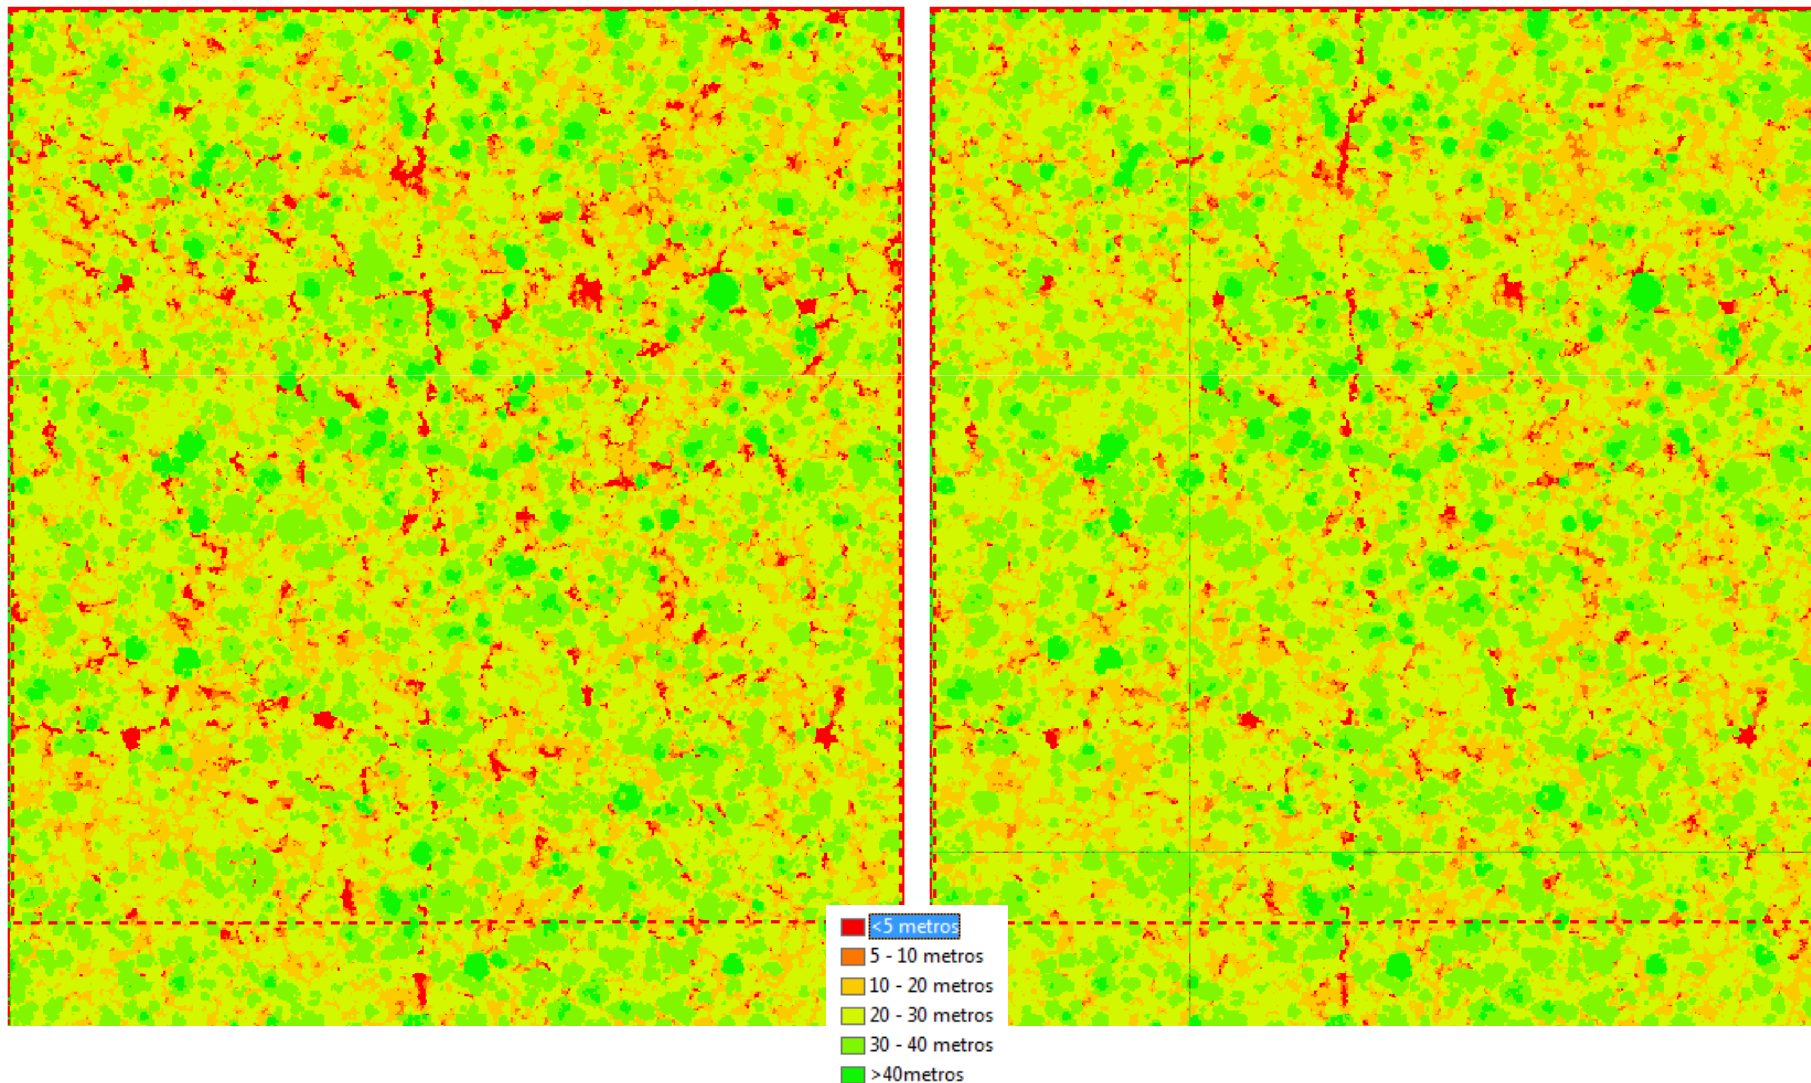 <5 metros
5 - 10 metros
10 - 20 metros
20 - 30 metros
30 - 40 metros
>40metros